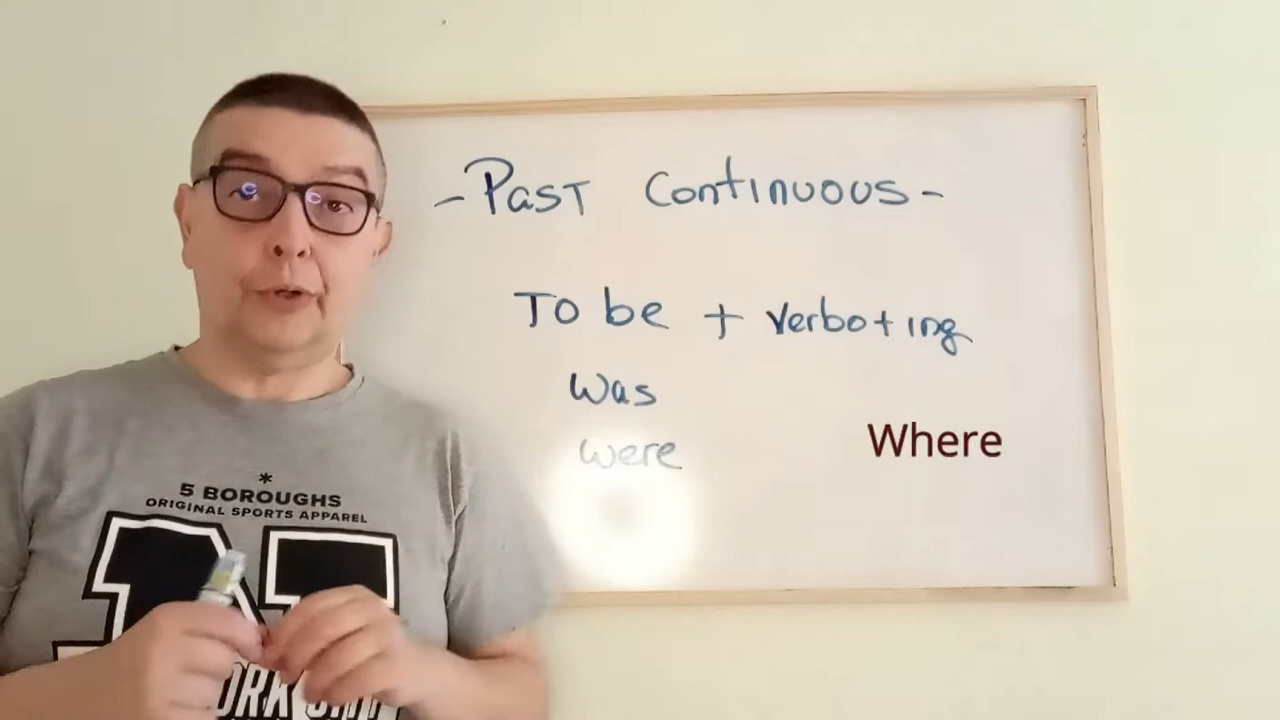 - Past Continuous -
To be + verbo + ing
Was
were
Where
*
5 BOROUGHS
ORIGINAL SPORTS APPAREL